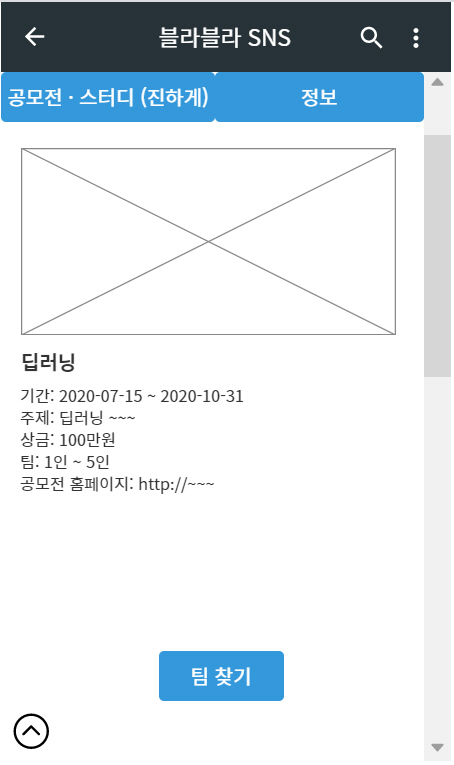 블라블라 SNS
공모전 · 스터디 (진하게)
정보
딥러닝
기간: 2020-07-15 ~ 2020-10-31
주제: 딥러닝 ~~~
상금: 100만원
팀: 1인 ~ 5인
공모전 홈페이지: http://~~~
팀 찾기